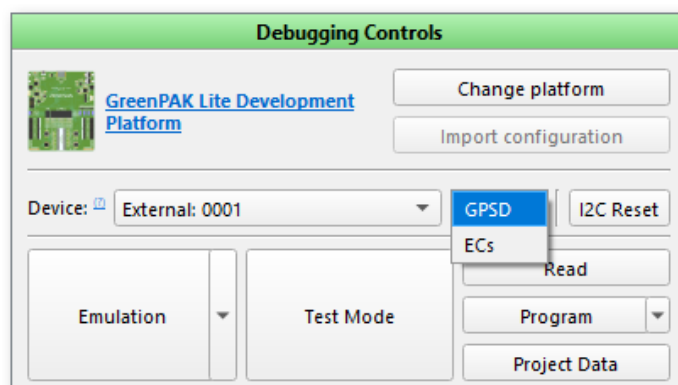 Debugging Controls
GreenPAK Lite Development
Platform
Change platform
Import configuration
Device: (?)
External: 0001
GPSD
ECs
I2C Reset
Emulation
Test Mode
Read
Program
Project Data